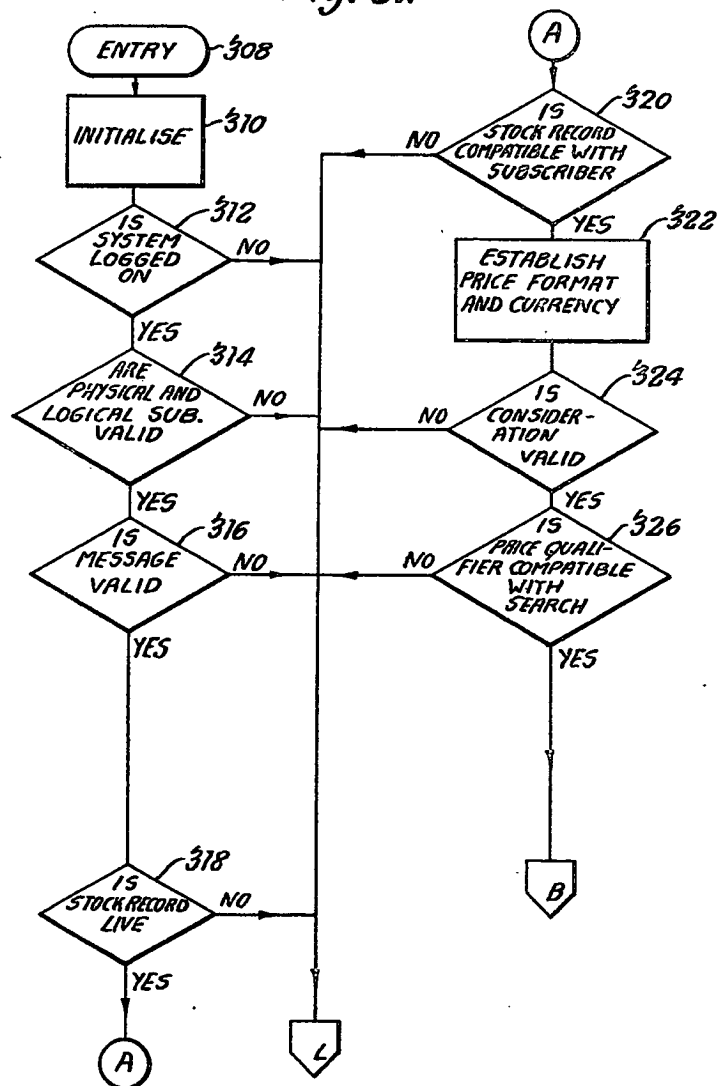 ENTRY
308
INITIALISE
310
IS
SYSTEM
LOGGED
ON
312
NO
YES
ARE
PHYSICAL AND
LOGICAL SUB.
VALID
314
NO
YES
IS
MESSAGE
VALID
316
NO
YES
IS
STOCK RECORD
LIVE
318
NO
YES
A
L
A
IS
STOCK RECORD
COMPATIBLE WITH
SUBSCRIBER
320
NO
YES
ESTABLISH
PRICE FORMAT
AND CURRENCY
322
IS
CONSIDER-
ATION
VALID
324
NO
YES
IS
PRICE QUALI-
FIER COMPATIBLE
WITH
SEARCH
326
NO
YES
B